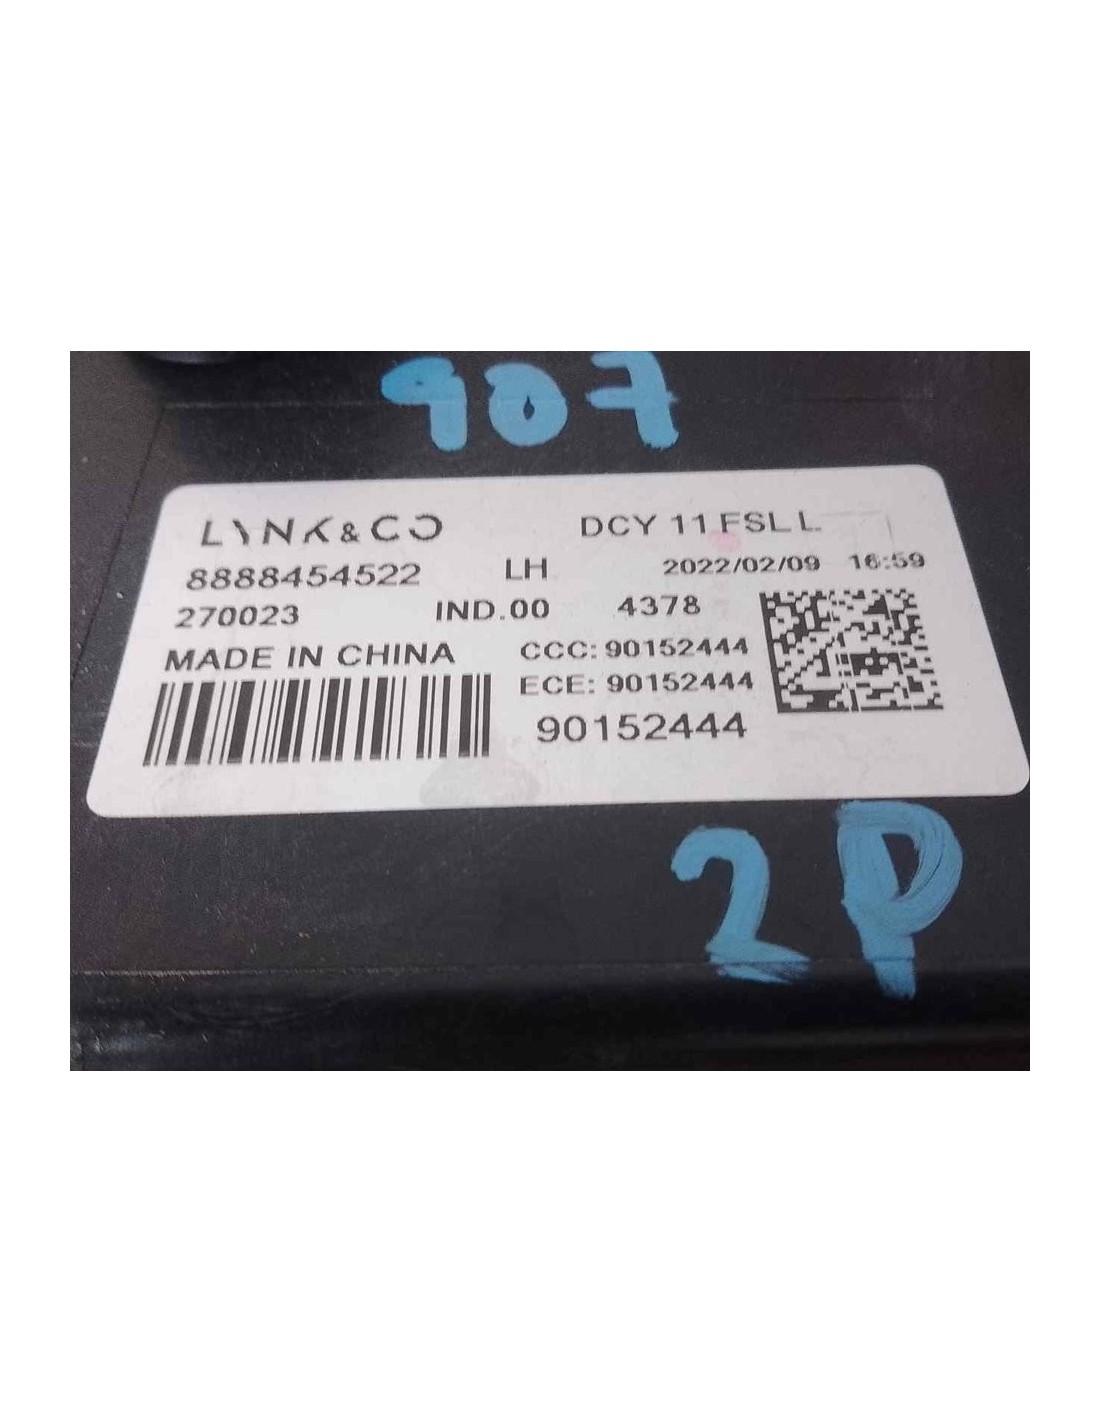 907
LYNK&CO DCY 11 FSL L
8888454522 LH 2022/02/09 16:59
270023 IND.00 4378
MADE IN CHINA CCC: 90152444
ECE: 90152444
90152444
2P